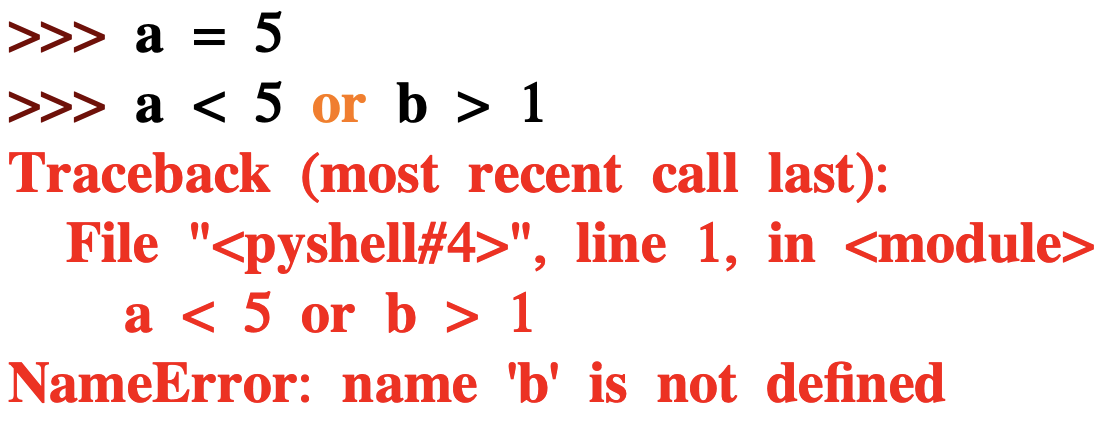 >>> a = 5
>>> a < 5 or b > 1
Traceback (most recent call last):
  File "<pyshell#4>", line 1, in <module>
    a < 5 or b > 1
NameError: name 'b' is not defined